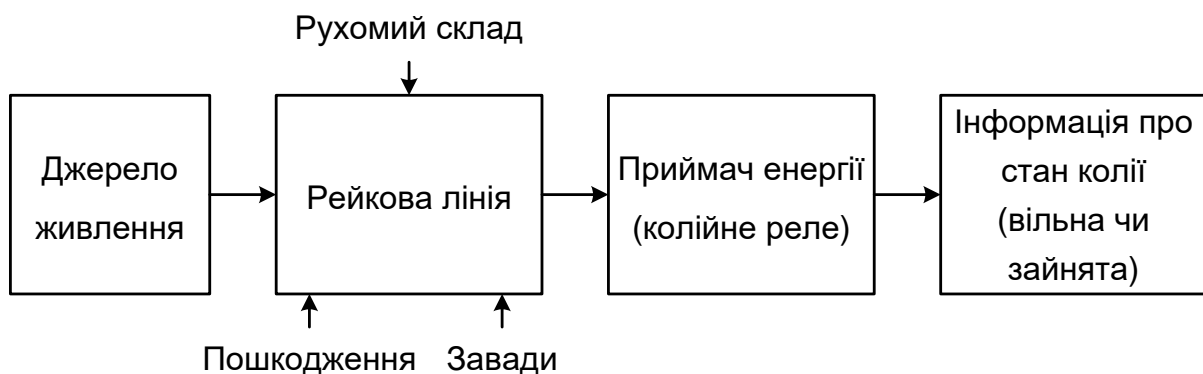 Рухомий склад
Джерело
живлення
Рейкова лінія
Приймач енергії
(колійне реле)
Інформація про
стан колії
(вільна чи
зайнята)
Пошкодження
Завади